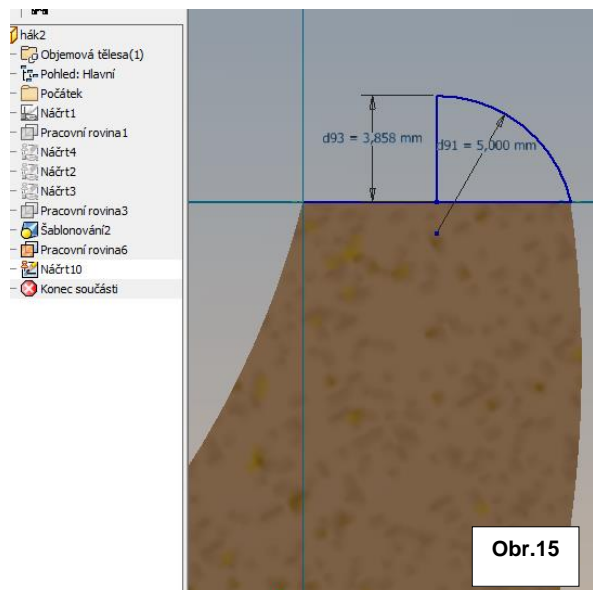 hák2
Objemová tělesa(1)
Pohled: Hlavní
Počátek
Náčrt1
Pracovní rovina1
Náčrt4
Náčrt2
Náčrt3
Pracovní rovina3
Šablonování2
Pracovní rovina6
Náčrt10
Konec součásti
d93 = 3,858 mm
d91 = 5,000 mm
Obr.15